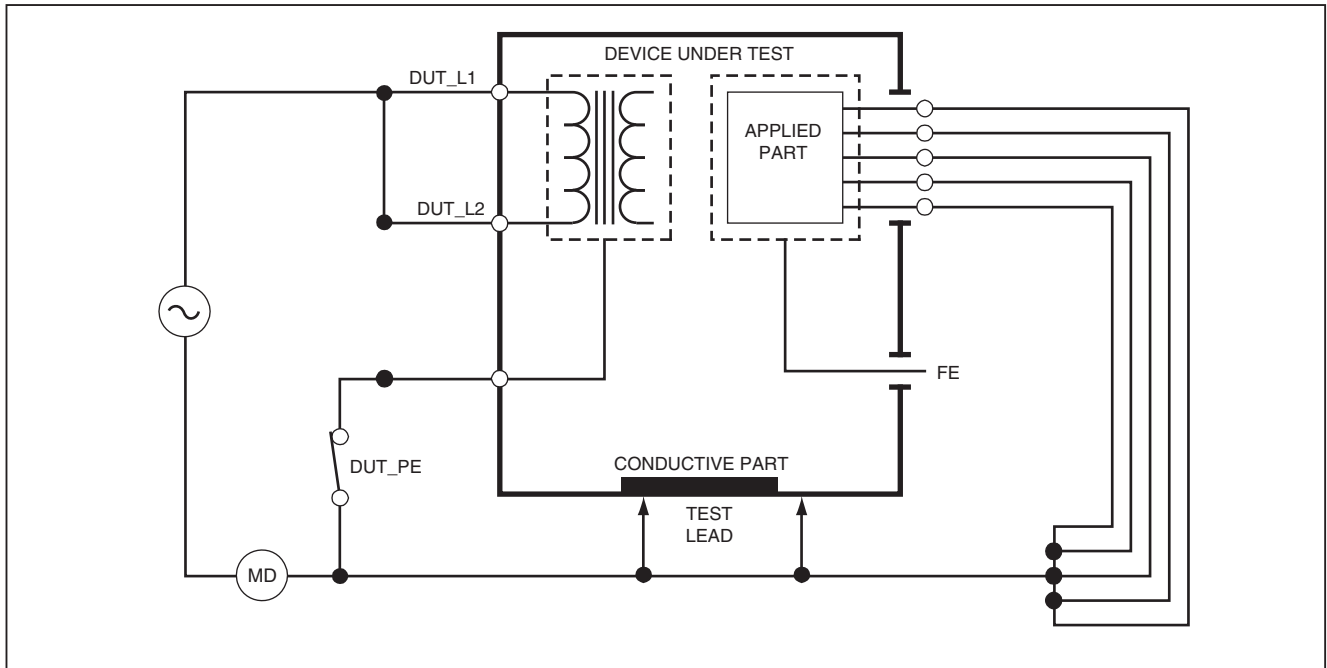 DEVICE UNDER TEST
DUT_L1
APPLIED
PART
DUT_L2
FE
CONDUCTIVE PART
DUT_PE
TEST
LEAD
MD